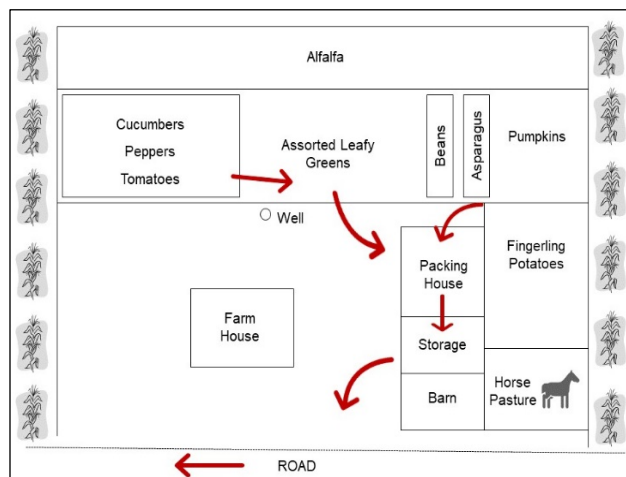 Alfalfa
Cucumbers
Peppers
Tomatoes
Assorted Leafy
Greens
Beans
Asparagus
Pumpkins
Well
Fingerling
Potatoes
Packing
House
Farm
House
Storage
Barn
Horse
Pasture
ROAD